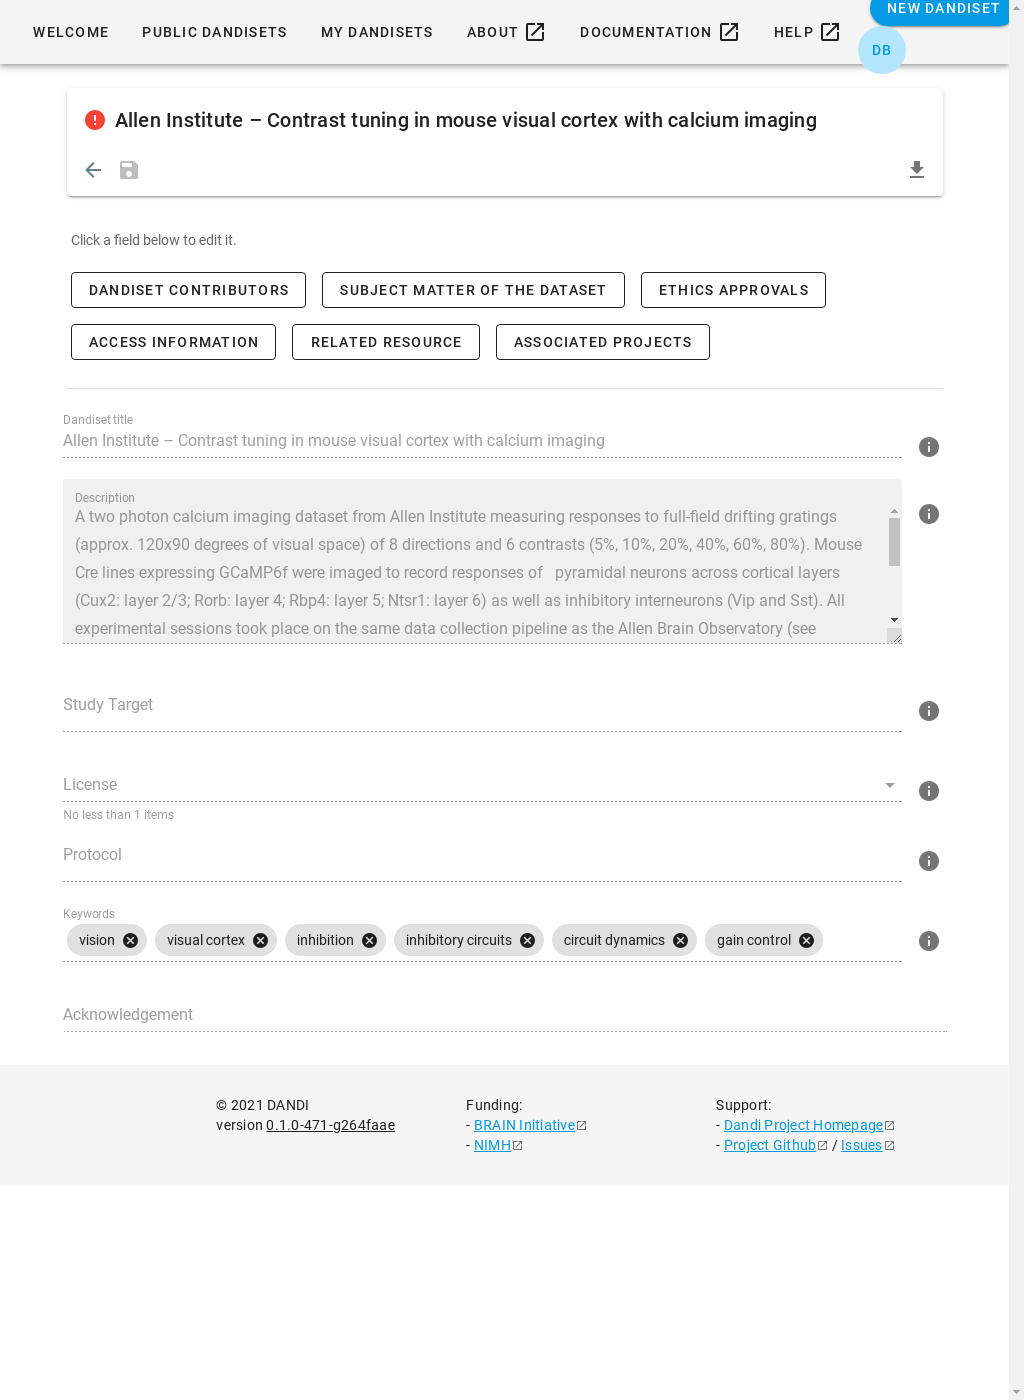 WELCOME PUBLIC DANDISETS MY DANDISETS ABOUT DOCUMENTATION HELP NEW DANDISET
DB
Allen Institute – Contrast tuning in mouse visual cortex with calcium imaging
Click a field below to edit it.
DANDISET CONTRIBUTORS SUBJECT MATTER OF THE DATASET ETHICS APPROVALS
ACCESS INFORMATION RELATED RESOURCE ASSOCIATED PROJECTS
Dandiset title
Allen Institute – Contrast tuning in mouse visual cortex with calcium imaging
Description
A two photon calcium imaging dataset from Allen Institute measuring responses to full-field drifting gratings
(approx. 120x90 degrees of visual space) of 8 directions and 6 contrasts (5%, 10%, 20%, 40%, 60%, 80%). Mouse
Cre lines expressing GCaMP6f were imaged to record responses of pyramidal neurons across cortical layers
(Cux2: layer 2/3; Rorb: layer 4; Rbp4: layer 5; Ntsr1: layer 6) as well as inhibitory interneurons (Vip and Sst). All
experimental sessions took place on the same data collection pipeline as the Allen Brain Observatory (see
Study Target
License
No less than 1 items
Protocol
Keywords
vision visual cortex inhibition inhibitory circuits circuit dynamics gain control
Acknowledgement
© 2021 DANDI
version 0.1.0-471-g264faae
Funding:
- BRAIN Initiative
- NIMH
Support:
- Dandi Project Homepage
- Project Github / Issues